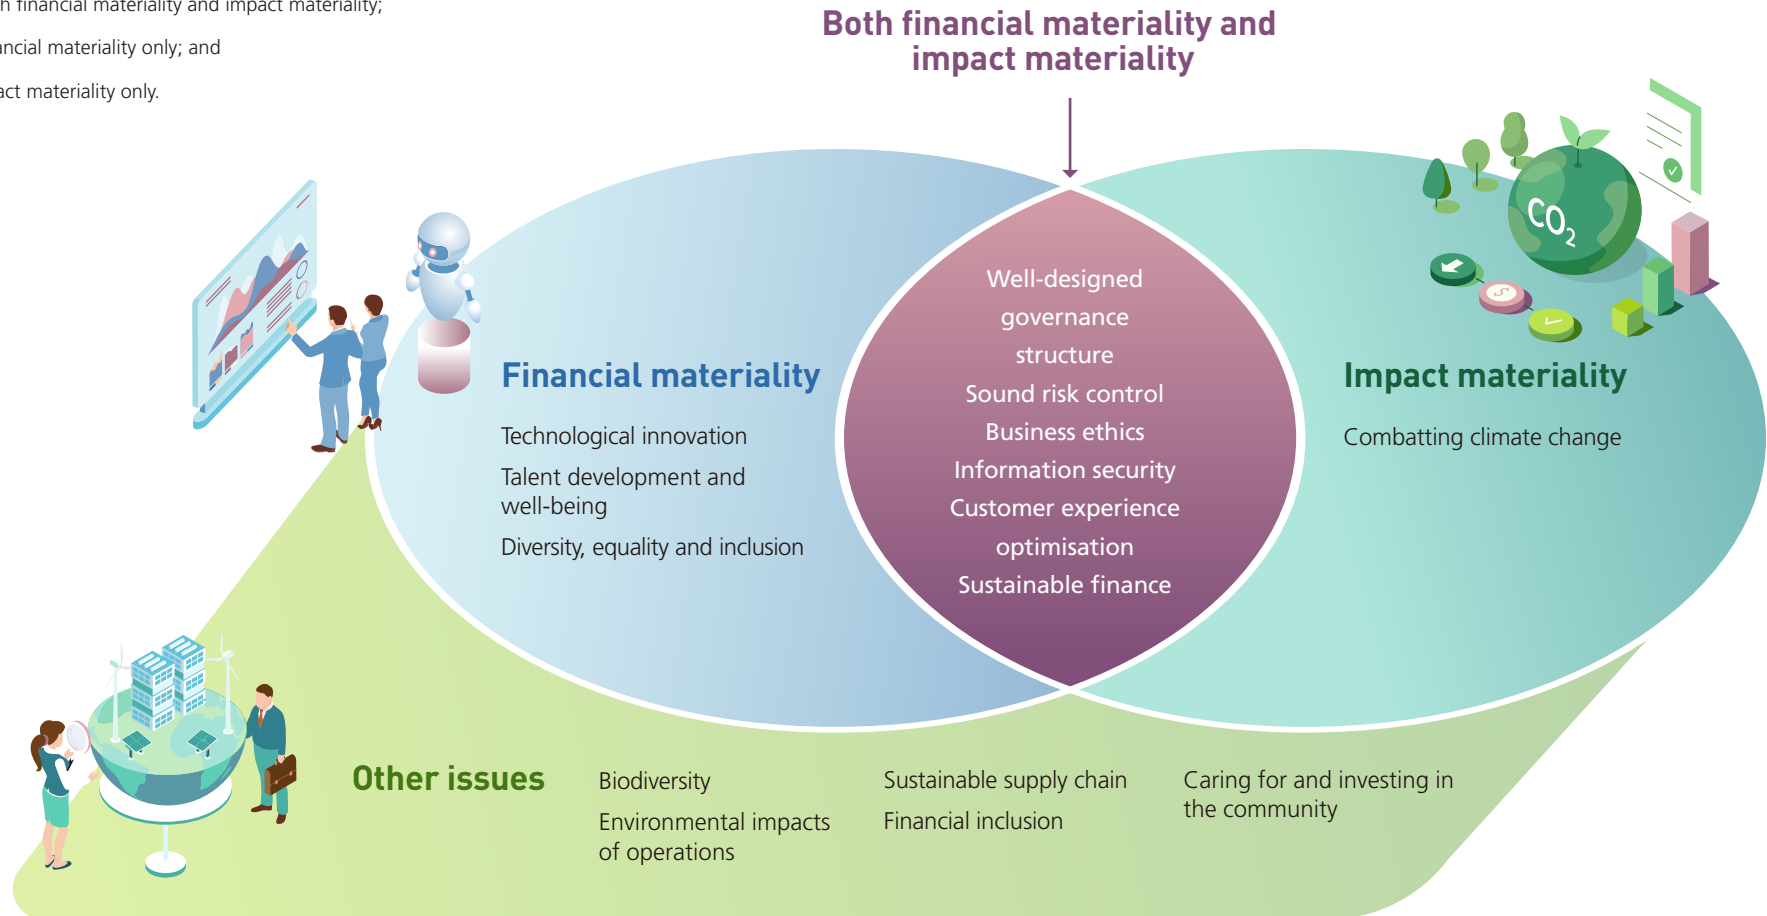 h financial materiality and impact materiality;
ancial materiality only; and
act materiality only.
Both financial materiality and
impact materiality
CO2
Well-designed
governance
structure
Sound risk control
Business ethics
Information security
Customer experience
optimisation
Sustainable finance
Financial materiality
Technological innovation
Talent development and
well-being
Diversity, equality and inclusion
Impact materiality
Combatting climate change
Other issues
Biodiversity
Environmental impacts
of operations
Sustainable supply chain
Financial inclusion
Caring for and investing in
the community